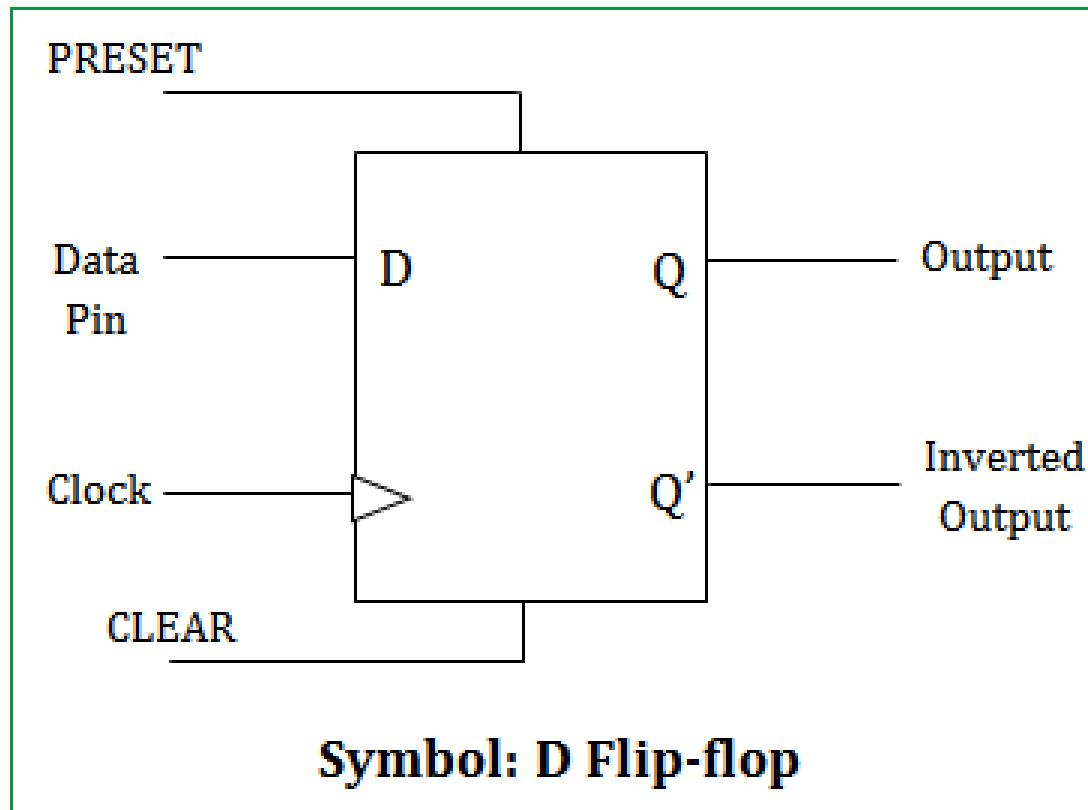 PRESET
Data
Pin
D
Q
Output
Clock
Q’
Inverted
Output
CLEAR
Symbol: D Flip-flop